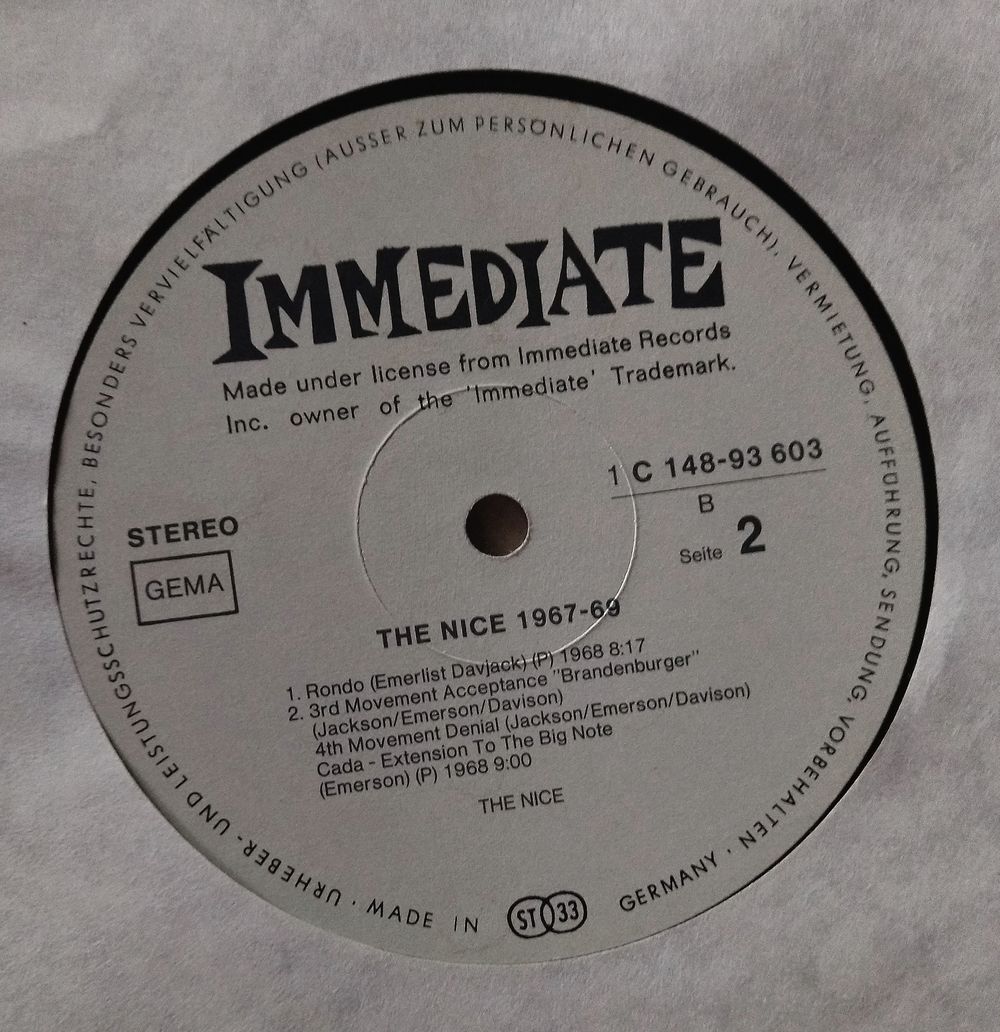 URHEBER- UND LEISTUNGSSCHUTZRECHTE, BESONDERS VERVIELFÄLTIGUNG (AUSSER ZUM PERSÖNLICHEN GEBRAUCH), VERMIETUNG, AUFFÜHRUNG, SENDUNG, VORBEHALTEN · MADE IN GERMANY ·
IMMEDIATE
Made under license from Immediate Records
Inc. owner of the 'Immediate' Trademark.
1 C 148-93 603
B
Seite 2
STEREO
GEMA
THE NICE 1967-69
1. Rondo (Emerlist Davjack) (P) 1968 8:17
2. 3rd Movement Acceptance "Brandenburger"
(Jackson/Emerson/Davison)
4th Movement Denial (Jackson/Emerson/Davison)
Cada - Extension To The Big Note
(Emerson) (P) 1968 9:00
THE NICE
ST 33